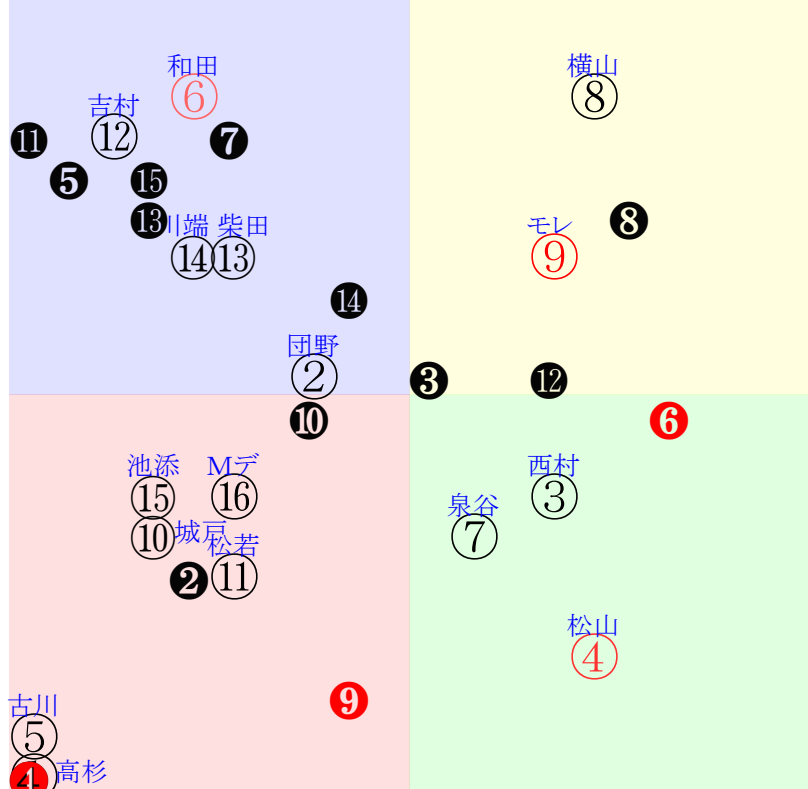 和田
⑥
横山
⑧
吉村
⑫
⓫
❼
❺
⓯
⓭
川端
⑭
柴田
⑬
モレ
⑨
❽
⓮
団野
②
❸
⓬
❿
❻
池添
⑮
Mデ
⑯
西村
③
泉谷
⑦
⑩
城戸
松若
⑪
❷
松山
④
❾
古川
⑤
高杉